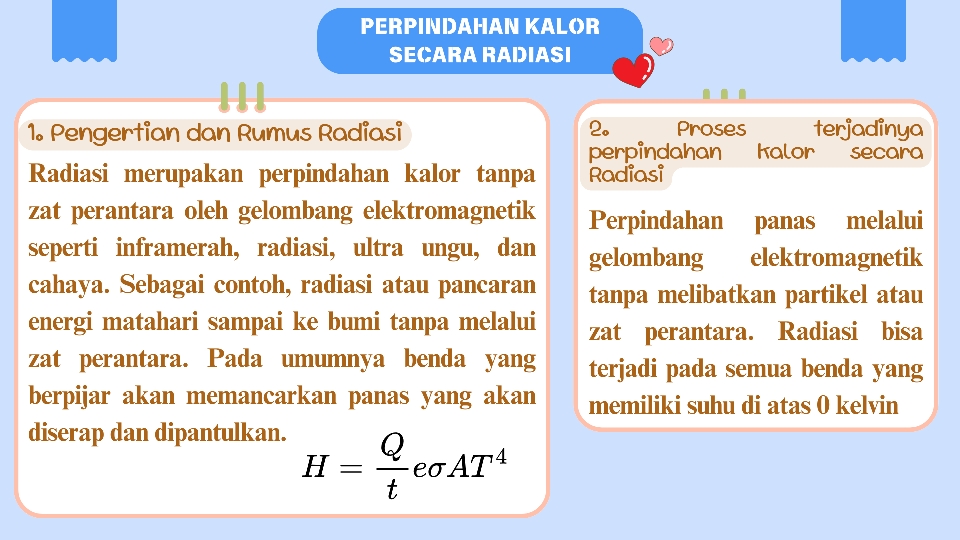 PERPINDAHAN KALOR
SECARA RADIASI
1. Pengertian dan Rumus Radiasi
Radiasi merupakan perpindahan kalor tanpa
zat perantara oleh gelombang elektromagnetik
seperti inframerah, radiasi, ultra ungu, dan
cahaya. Sebagai contoh, radiasi atau pancaran
energi matahari sampai ke bumi tanpa melalui
zat perantara. Pada umumnya benda yang
berpijar akan memancarkan panas yang akan
diserap dan dipantulkan.
H = \frac{Q}{t} eσAT^4
2. Proses terjadinya
perpindahan kalor secara
Radiasi
Perpindahan panas melalui
gelombang elektromagnetik
tanpa melibatkan partikel atau
zat perantara. Radiasi bisa
terjadi pada semua benda yang
memiliki suhu di atas 0 kelvin